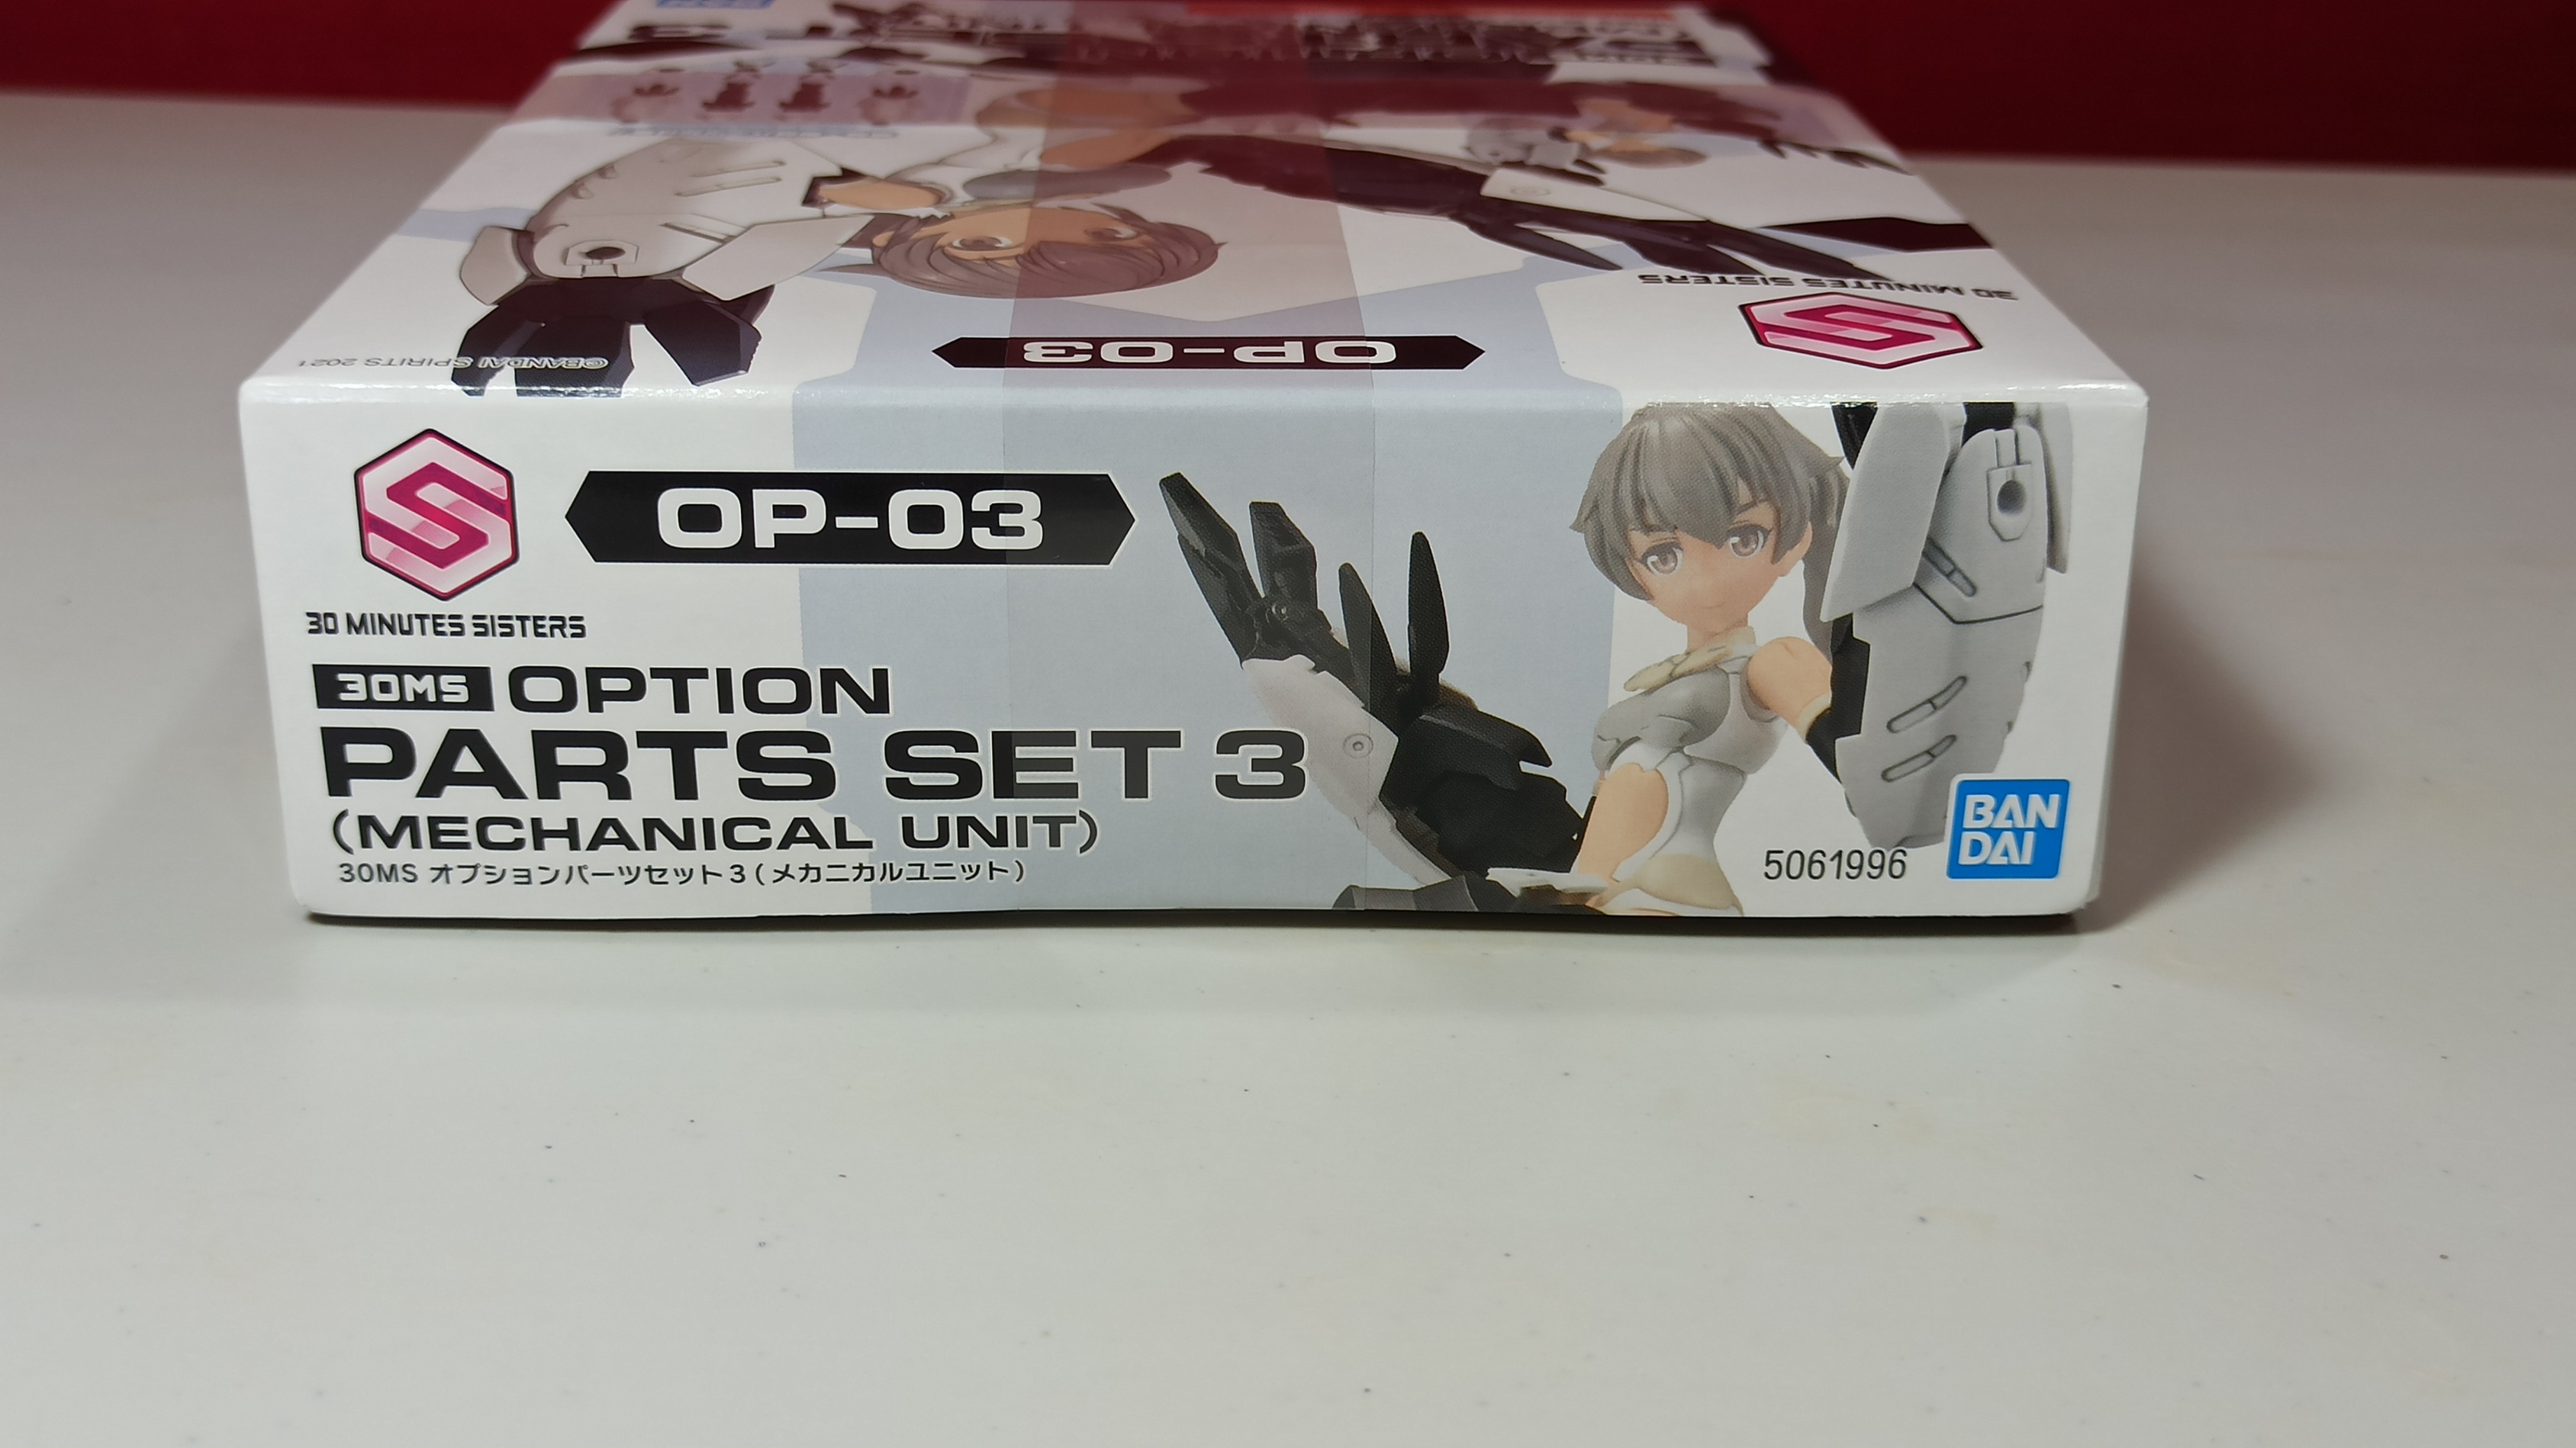 OP-03
30 MINUTES SISTERS
©BANDAI SPIRITS 2021
OP-03
30 MINUTES SISTERS
30MS OPTION
PARTS SET 3
(MECHANICAL UNIT)
30MS オプションパーツセット3(メカニカルユニット)
5061996
BAN
DAI